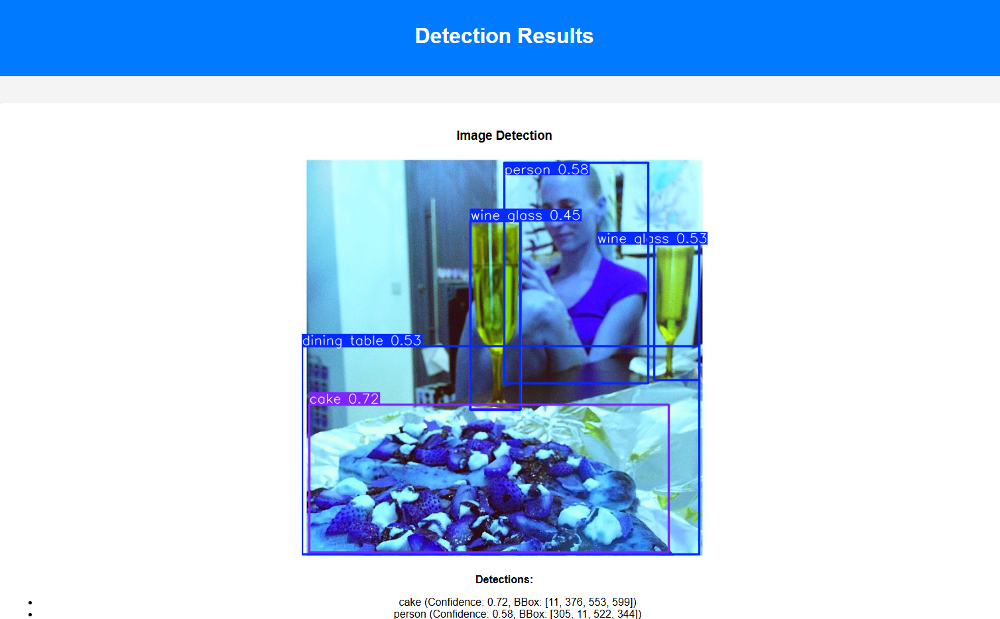 Detection Results
Image Detection
person 0.58
wine glass 0.45
wine glass 0.53
dining table 0.53
cake 0.72
Detections:
cake (Confidence: 0.72, BBox: [11, 376, 553, 599])
person (Confidence: 0.58, BBox: [305, 11, 522, 344])